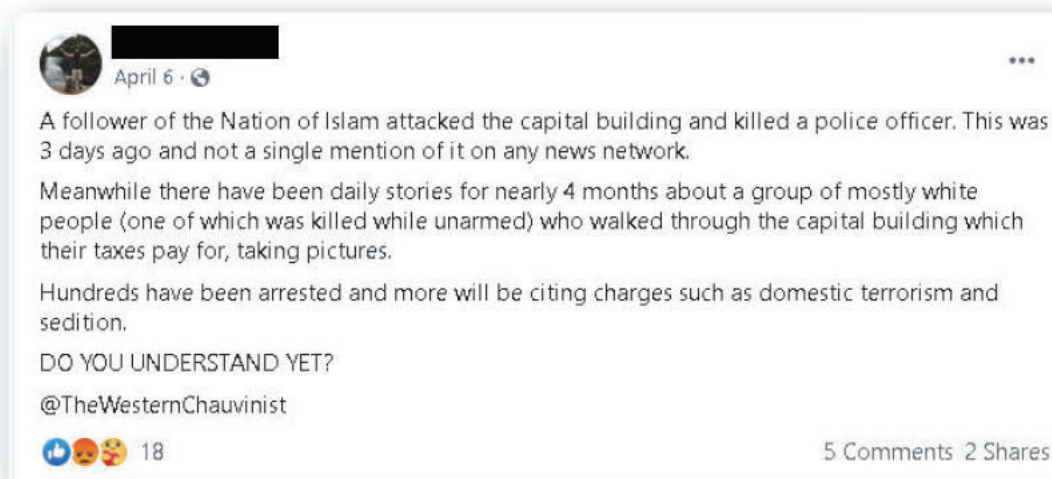 April 6 ·
A follower of the Nation of Islam attacked the capital building and killed a police officer. This was
3 days ago and not a single mention of it on any news network.
Meanwhile there have been daily stories for nearly 4 months about a group of mostly white
people (one of which was killed while unarmed) who walked through the capital building which
their taxes pay for, taking pictures.
Hundreds have been arrested and more will be citing charges such as domestic terrorism and
sedition.
DO YOU UNDERSTAND YET?
@TheWesternChauvinist
18
5 Comments 2 Shares